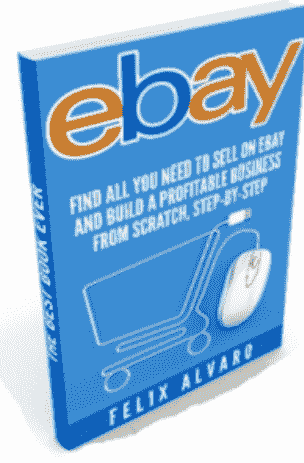 ebay
FIND ALL YOU NEED TO SELL ON EBAY
AND BUILD A PROFITABLE BUSINESS
FROM SCRATCH, STEP-BY-STEP
FELIX ALVARO
THE BEST BOOK EVER